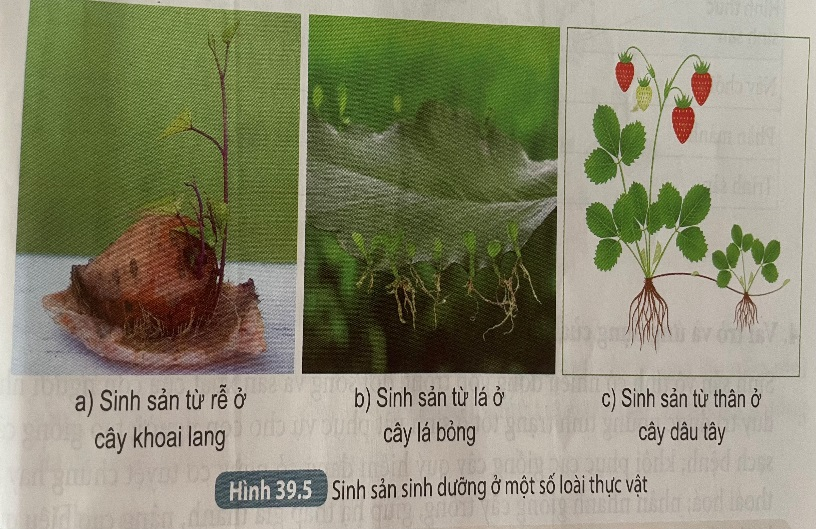 a) Sinh sản từ rễ ở
cây khoai lang
b) Sinh sản từ lá ở
cây lá bỏng
c) Sinh sản từ thân ở
cây dâu tây
Hình 39.5 Sinh sản sinh dưỡng ở một số loài thực vật